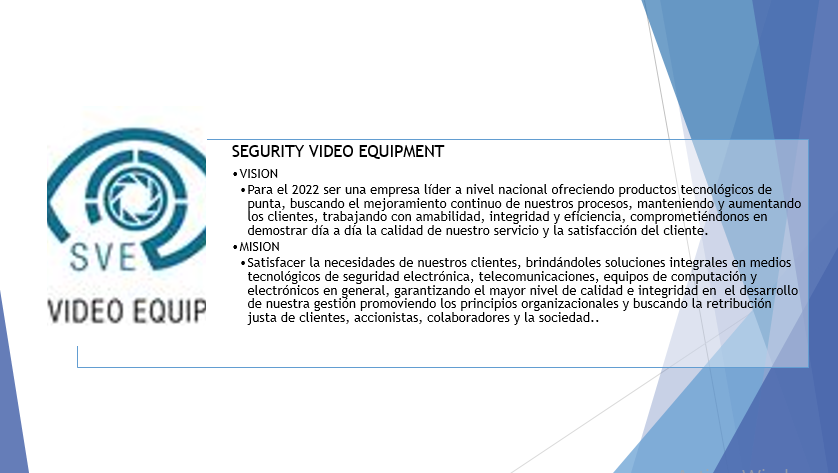 SVE
VIDEO EQUIP
SEGURITY VIDEO EQUIPMENT
•VISION
•Para el 2022 ser una empresa líder a nivel nacional ofreciendo productos tecnológicos de
punta, buscando el mejoramiento continuo de nuestros procesos, manteniendo y aumentando
los clientes, trabajando con amabilidad, integridad y eficiencia, comprometiéndonos en
demostrar día a día la calidad de nuestro servicio y la satisfacción del cliente.
•MISION
•Satisfacer la necesidades de nuestros clientes, brindándoles soluciones integrales en medios
tecnológicos de seguridad electrónica, telecomunicaciones, equipos de computación y
electrónicos en general, garantizando el mayor nivel de calidad e integridad en el desarrollo
de nuestra gestión promoviendo los principios organizacionales y buscando la retribución
justa de clientes, accionistas, colaboradores y la sociedad..